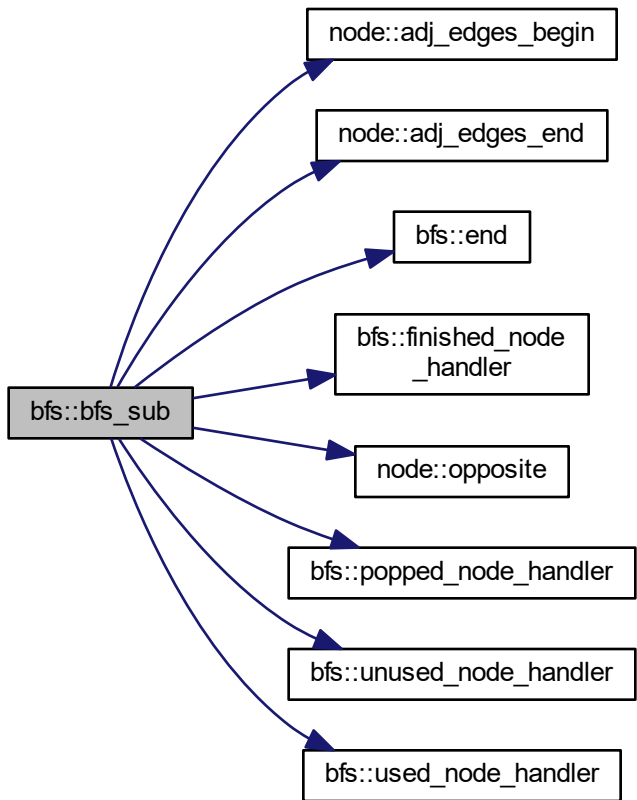 node::adj_edges_begin
node::adj_edges_end
bfs::end
bfs::finished_node
_handler
bfs::bfs_sub
node::opposite
bfs::popped_node_handler
bfs::unused_node_handler
bfs::used_node_handler